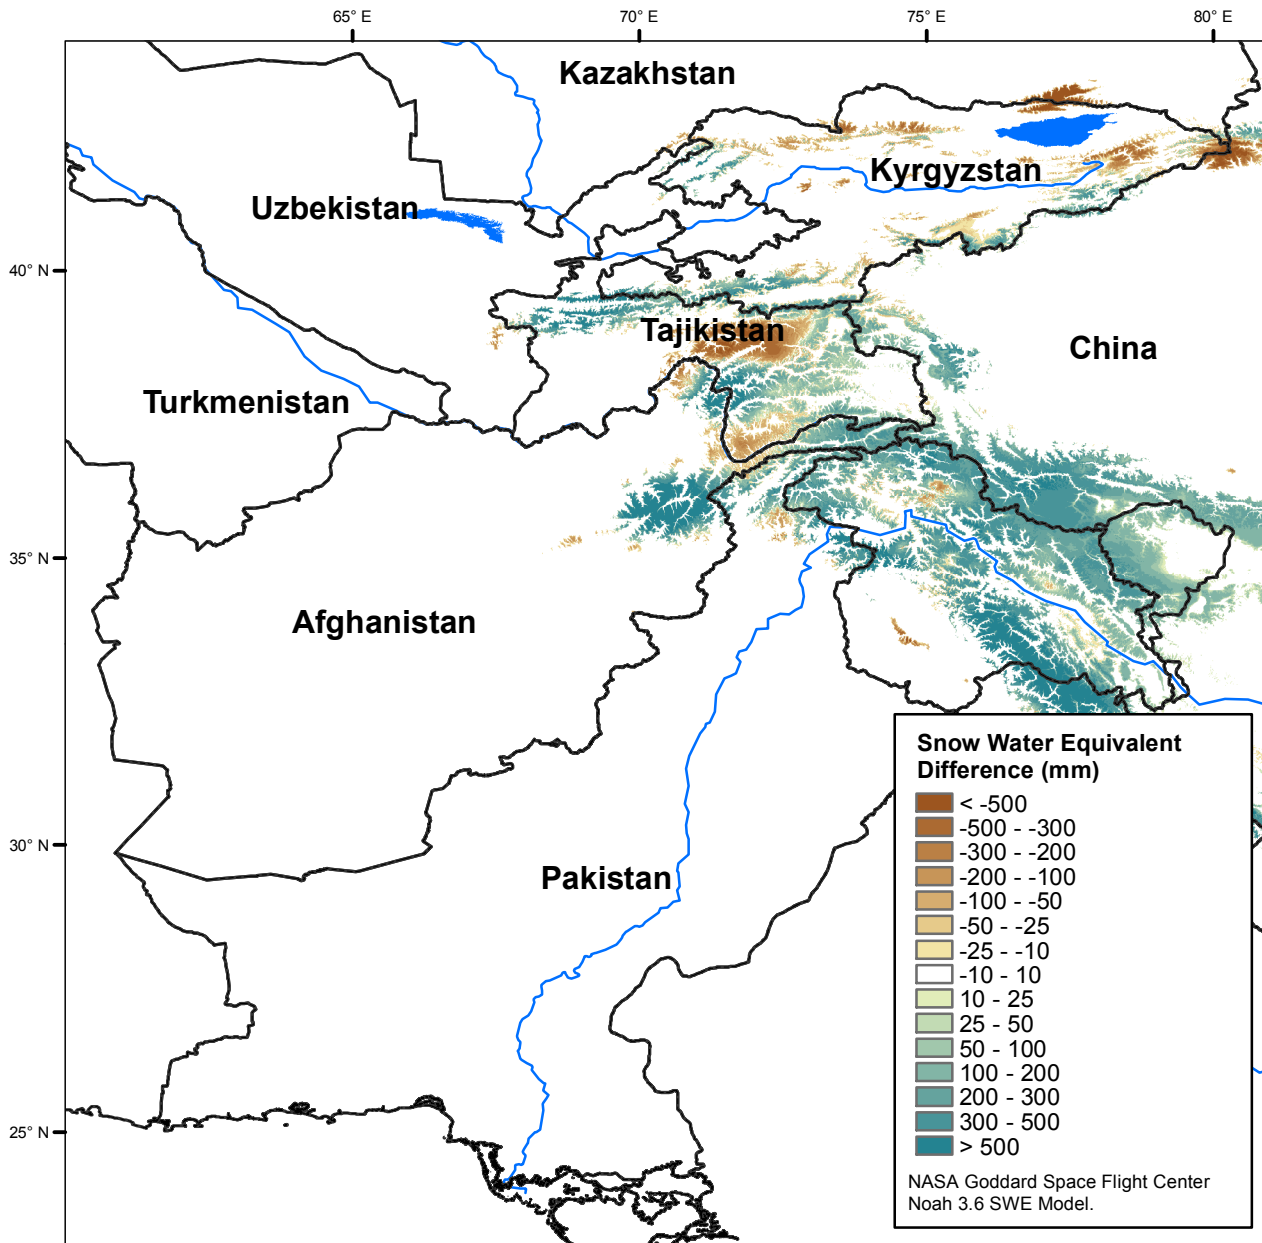 65° E
70° E
75° E
80° E
Kazakhstan
Kyrgyzstan
Uzbekistan
40° N
Tajikistan
China
Turkmenistan
35° N
Afghanistan
Snow Water Equivalent
Difference (mm)
< -500
-500 - -300
-300 - -200
-200 - -100
-100 - -50
-50 - -25
-25 - -10
-10 - 10
10 - 25
25 - 50
50 - 100
100 - 200
200 - 300
300 - 500
> 500
NASA Goddard Space Flight Center
Noah 3.6 SWE Model.
30° N
Pakistan
25° N